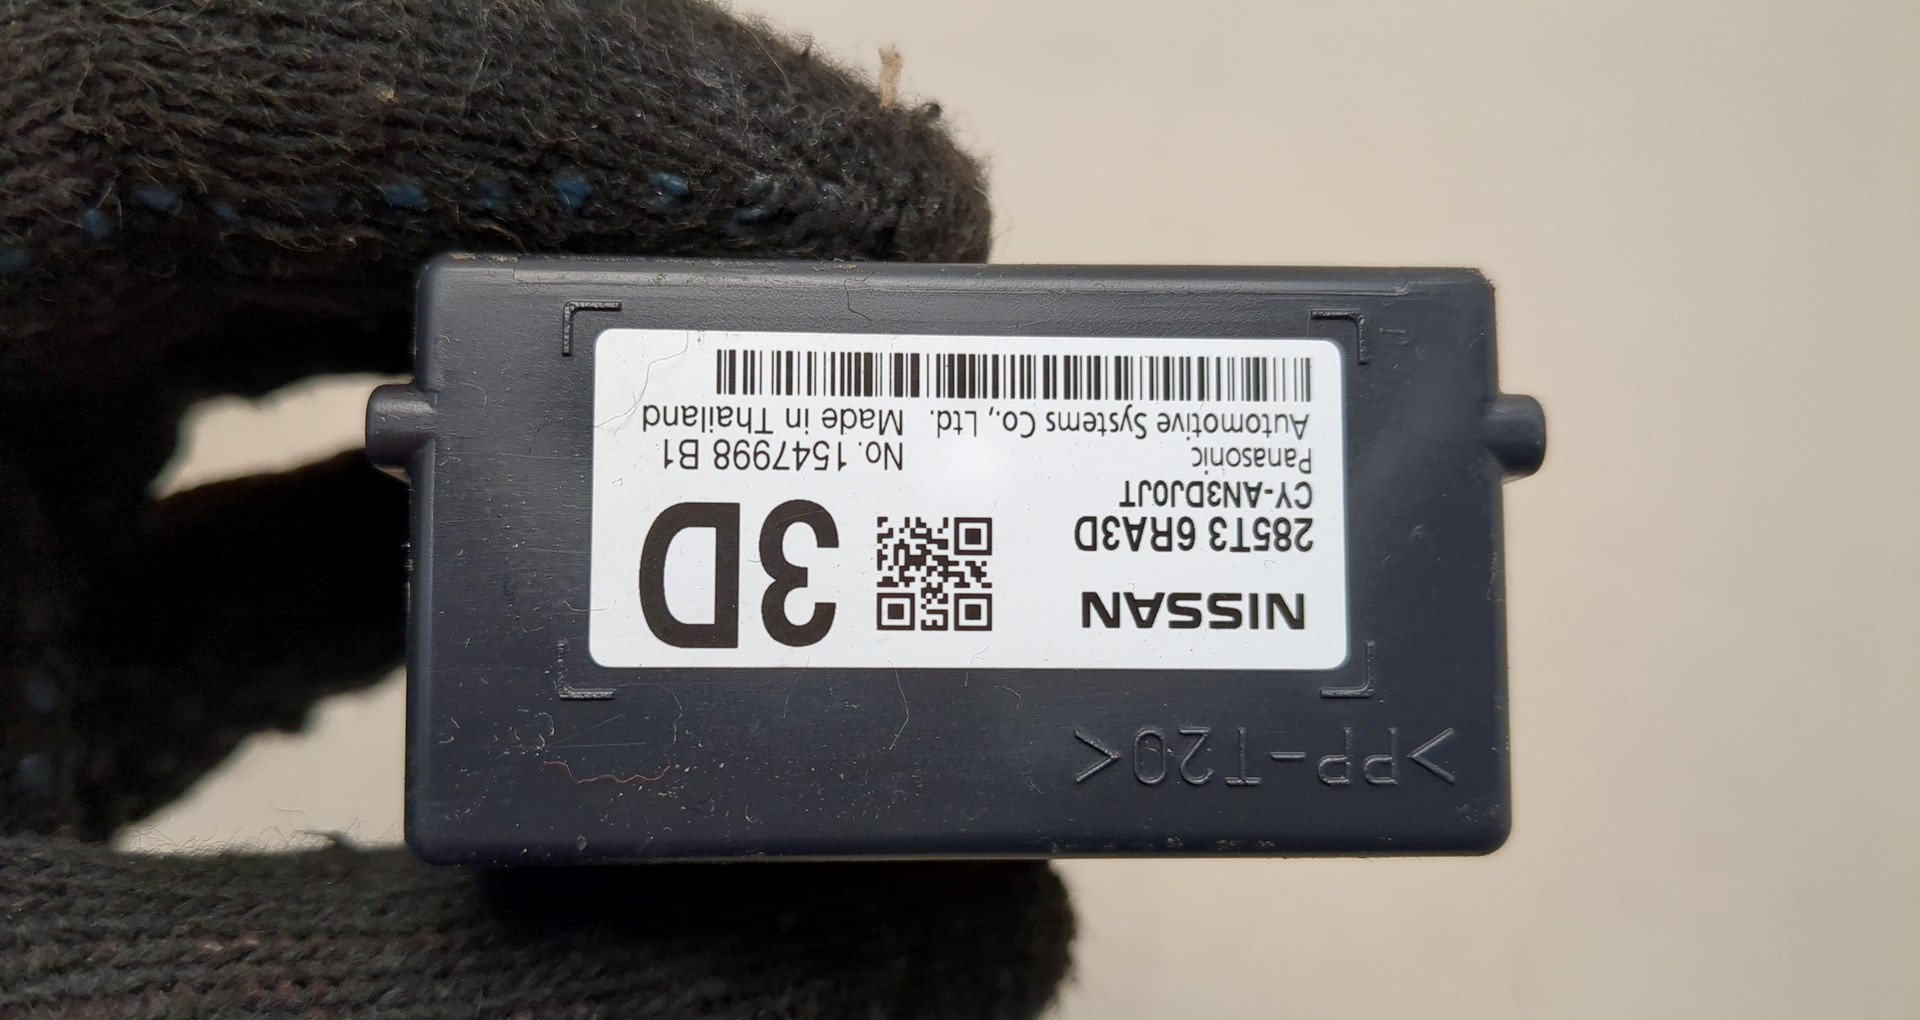 >PP-T20<
NISSAN
285T3 6RA3D
CY-AN3DJ0JT
Panasonic
Automotive Systems Co., Ltd.
3D
No. 1547998 B1
Made in Thailand